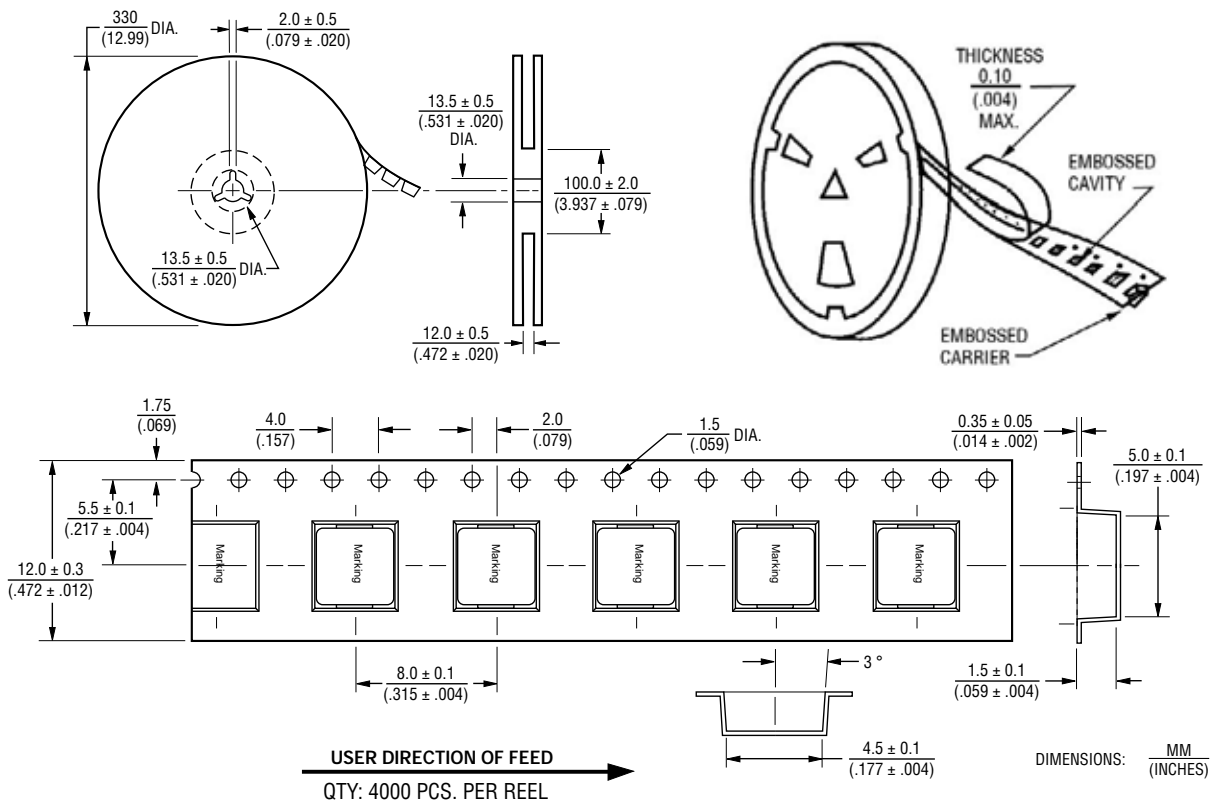 330
(12.99)
DIA.
2.0 ± 0.5
(.079 ± .020)
13.5 ± 0.5
(.531 ± .020)
DIA.
100.0 ± 2.0
(3.937 ± .079)
13.5 ± 0.5
(.531 ± .020)
DIA.
12.0 ± 0.5
(.472 ± .020)
THICKNESS
0.10
(.004)
MAX.
EMBOSSED
CAVITY
EMBOSSED
CARRIER
1.75
(.069)
4.0
(.157)
2.0
(.079)
1.5
(.059)
DIA.
0.35 ± 0.05
(.014 ± .002)
5.0 ± 0.1
(.197 ± .004)
5.5 ± 0.1
(.217 ± .004)
12.0 ± 0.3
(.472 ± .012)
Marking
Marking
Marking
Marking
Marking
Marking
8.0 ± 0.1
(.315 ± .004)
3 °
1.5 ± 0.1
(.059 ± .004)
4.5 ± 0.1
(.177 ± .004)
USER DIRECTION OF FEED
QTY: 4000 PCS. PER REEL
DIMENSIONS:
MM
(INCHES)